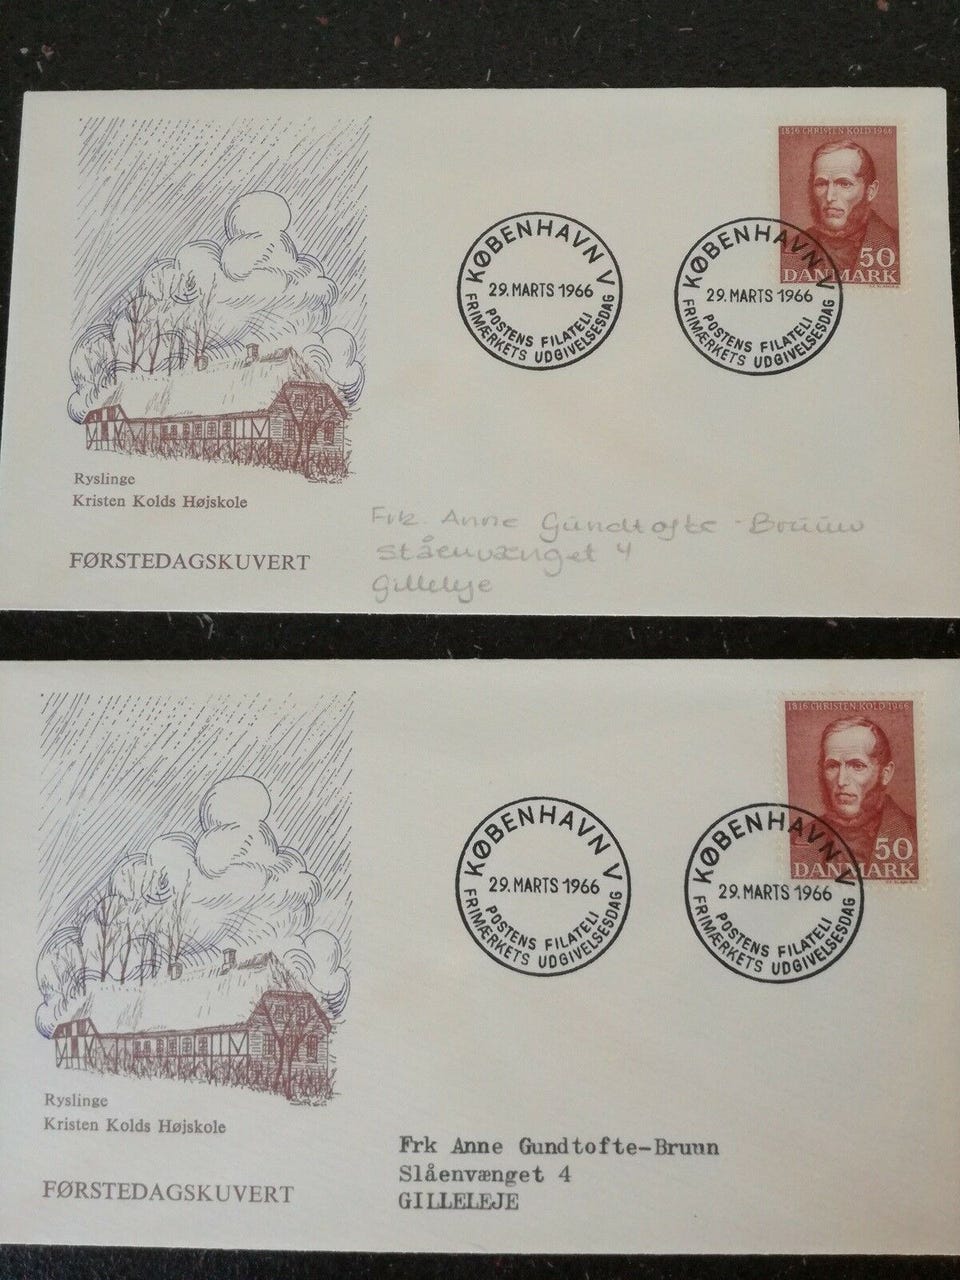 1816 CHRISTEN KOLD 1966
50
DANMARK
KØBENHAVN V
29. MARTS 1966
POSTENS FILATELI
FRIMÆRKETS UDGIVELSESDAG
KØBENHAVN V
29. MARTS 1966
POSTENS FILATELI
FRIMÆRKETS UDGIVELSESDAG
Ryslinge
Kristen Kolds Højskole
FØRSTEDAGSKUVERT
Frk. Anne Gundtofte-Bruun
Slåenvænget 4
Gilleleje
1816 CHRISTEN KOLD 1966
50
DANMARK
KØBENHAVN V
29. MARTS 1966
POSTENS FILATELI
FRIMÆRKETS UDGIVELSESDAG
KØBENHAVN V
29. MARTS 1966
POSTENS FILATELI
FRIMÆRKETS UDGIVELSESDAG
Ryslinge
Kristen Kolds Højskole
FØRSTEDAGSKUVERT
Frk Anne Gundtofte-Bruun
Slåenvænget 4
GILLELEJE